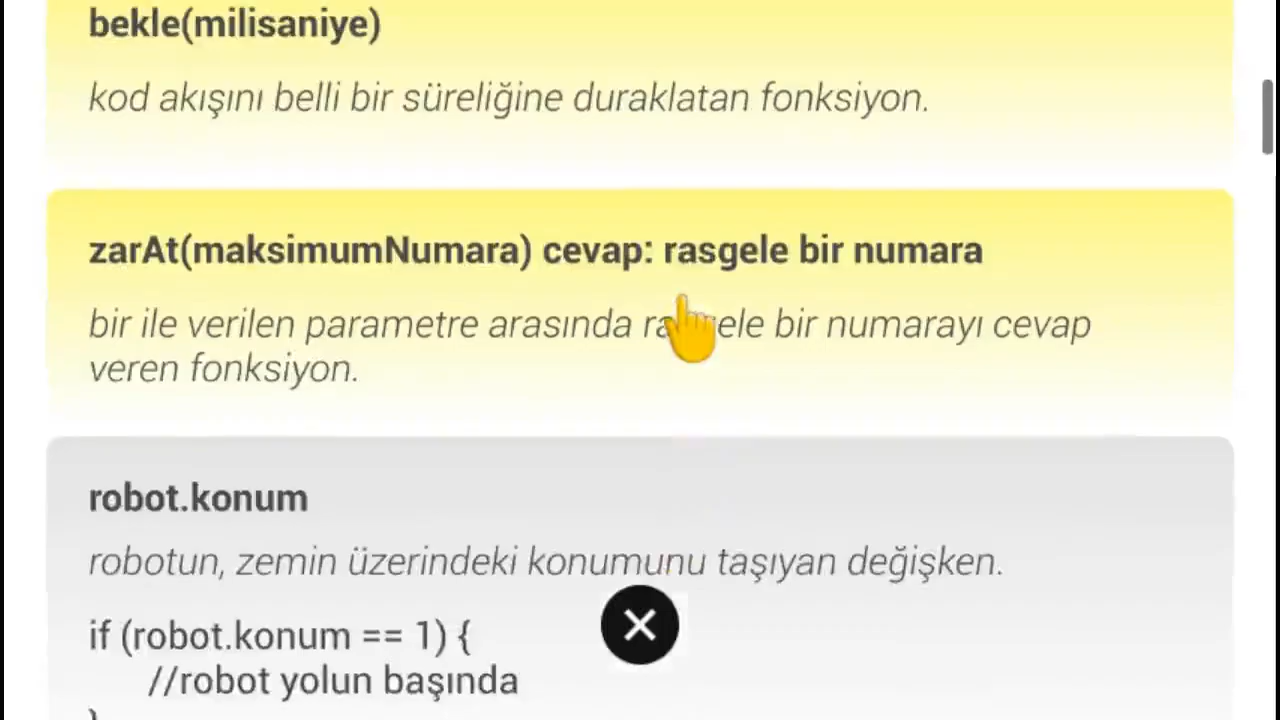 bekle(milisaniye)
kod akışını belli bir süreliğine duraklatan fonksiyon.
zarAt(maksimumNumara) cevap: rasgele bir numara
bir ile verilen parametre arasında rasgele bir numarayı cevap
veren fonksiyon.
robot.konum
robotun, zemin üzerindeki konumunu taşıyan değişken.
if (robot.konum == 1) {
//robot yolun başında
}